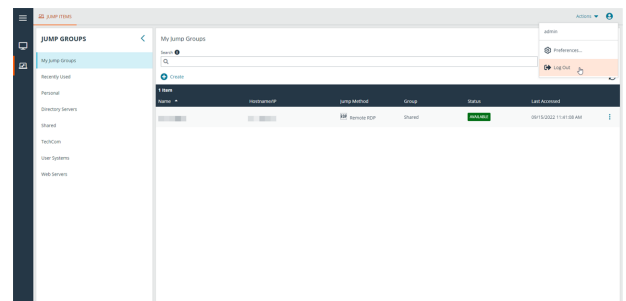 JUMP ITEMS
Actions
admin
Preferences...
Log Out
JUMP GROUPS
My Jump Groups
Recently Used
Personal
Directory Servers
Shared
TechCom
User Systems
Web Servers
My Jump Groups
Search
Create
1 Item
Name Hostname/IP Jump Method Group Status Last Accessed
Remote RDP Shared AVAILABLE 09/15/2022 11:41:08 AM